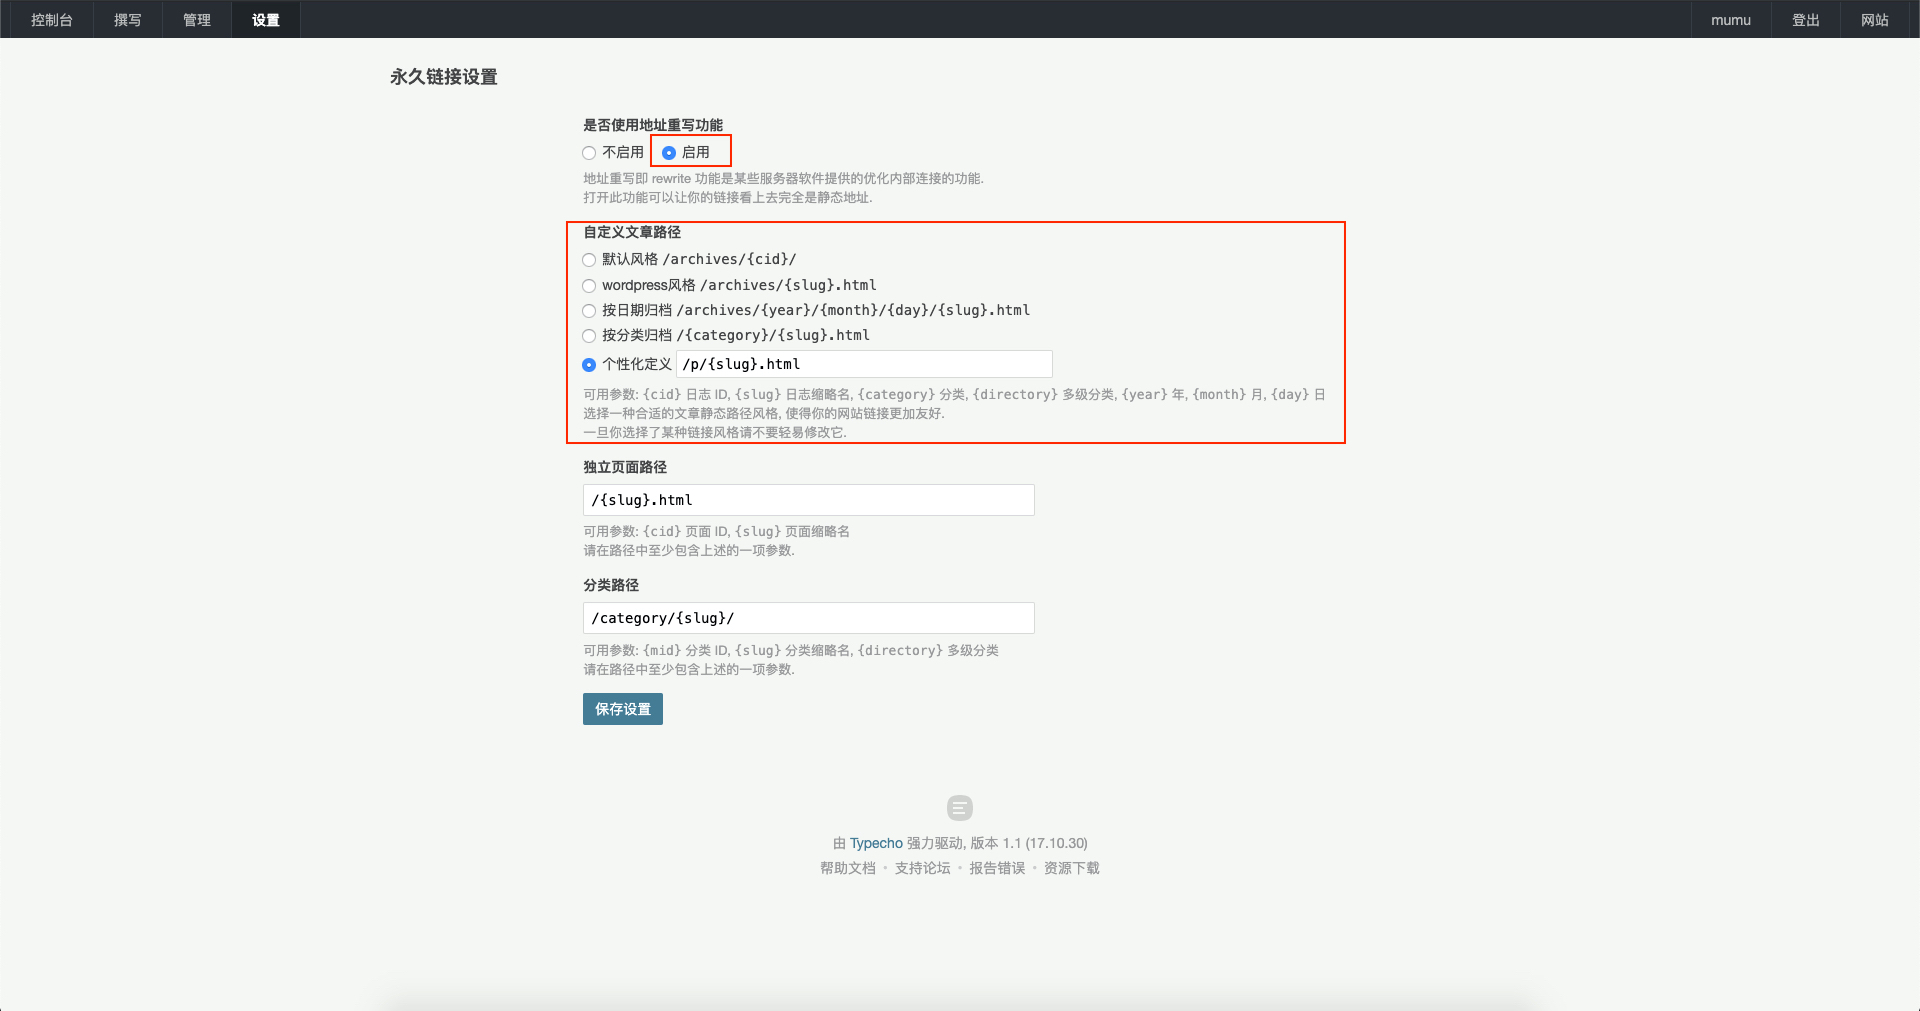 控制台 撰写 管理 设置 mumu 登出 网站
永久链接设置
是否使用地址重写功能
不启用 启用
地址重写即 rewrite 功能是某些服务器软件提供的优化内部连接的功能.
打开此功能可以让你的链接看上去完全是静态地址.
自定义文章路径
默认风格 /archives/{cid}/
wordpress风格 /archives/{slug}.html
按日期归档 /archives/{year}/{month}/{day}/{slug}.html
按分类归档 /{category}/{slug}.html
个性化定义 /p/{slug}.html
可用参数: {cid} 日志 ID, {slug} 日志缩略名, {category} 分类, {directory} 多级分类, {year} 年, {month} 月, {day} 日
选择一种合适的文章静态路径风格, 使得你的网站链接更加友好.
一旦你选择了某种链接风格请不要轻易修改它.
独立页面路径
/{slug}.html
可用参数: {cid} 页面 ID, {slug} 页面缩略名
请在路径中至少包含上述的一项参数.
分类路径
/category/{slug}/
可用参数: {mid} 分类 ID, {slug} 分类缩略名, {directory} 多级分类
请在路径中至少包含上述的一项参数.
保存设置
由 Typecho 强力驱动, 版本 1.1 (17.10.30)
帮助文档 • 支持论坛 • 报告错误 • 资源下载